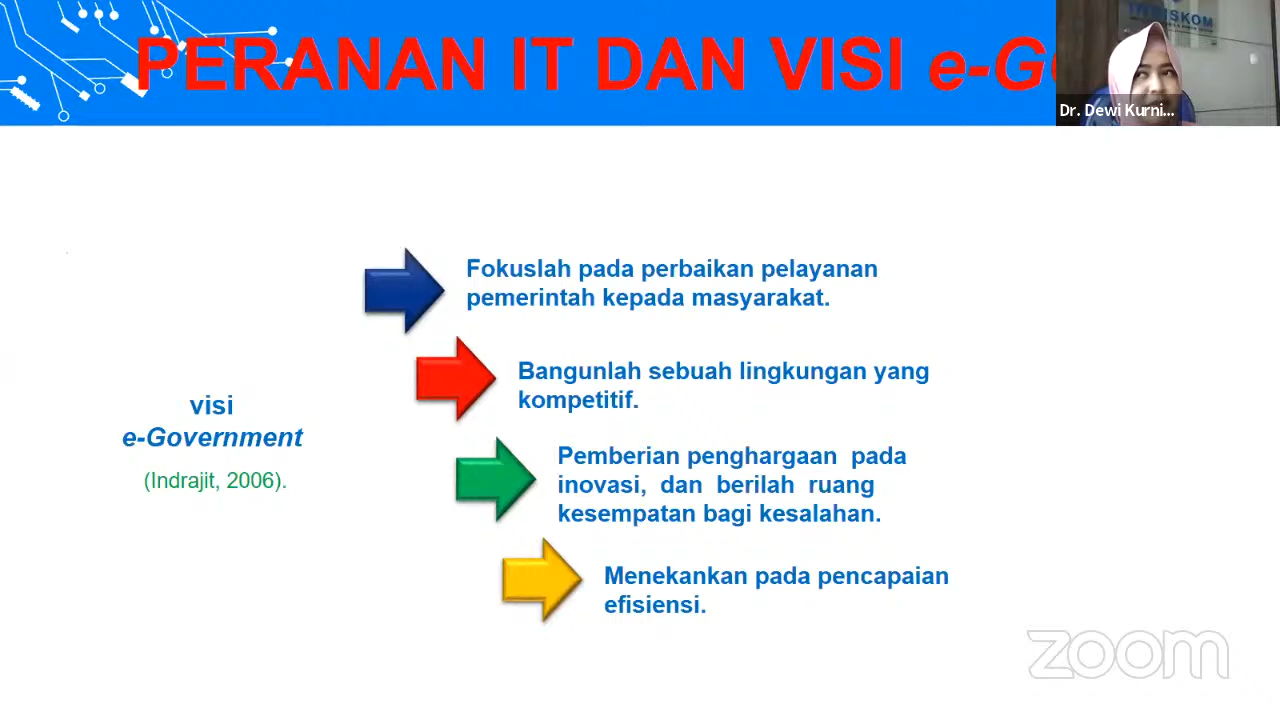 PERANAN IT DAN VISI e-G
Dr. Dewi Kurni...
Fokuslah pada perbaikan pelayanan
pemerintah kepada masyarakat.
Bangunlah sebuah lingkungan yang
kompetitif.
visi
e-Government
(Indrajit, 2006).
Pemberian penghargaan pada
inovasi, dan berilah ruang
kesempatan bagi kesalahan.
Menekankan pada pencapaian
efisiensi.
zoom